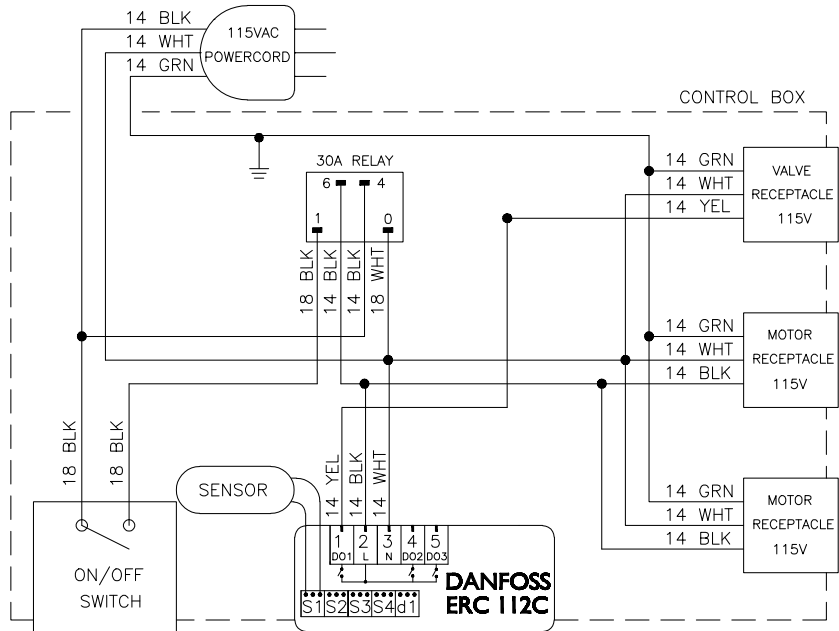 14 BLK
14 WHT
14 GRN
115VAC
POWERCORD
CONTROL BOX
30A RELAY
6 4
1 0
18 BLK
14 BLK
14 BLK
18 WHT
14 GRN
14 WHT
14 YEL
VALVE
RECEPTACLE
115V
14 GRN
14 WHT
14 BLK
MOTOR
RECEPTACLE
115V
18 BLK
18 BLK
SENSOR
14 YEL
14 BLK
14 WHT
14 GRN
14 WHT
14 BLK
MOTOR
RECEPTACLE
115V
ON/OFF
SWITCH
1 2 3 4 5
DO1 L N DO2 DO3
DANFOSS
ERC 112C
S1 S2 S3 S4 d1